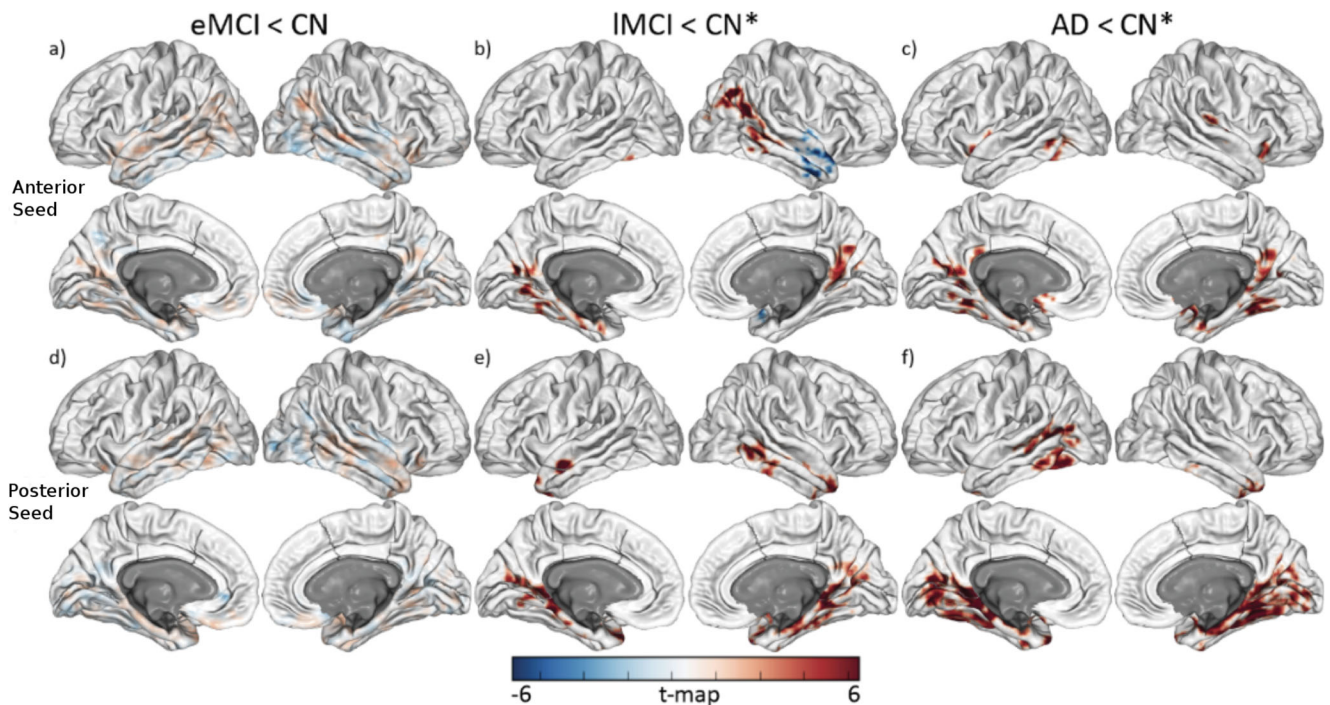 eMCI < CN
lMCI < CN*
AD < CN*
a)
b)
c)
Anterior
Seed
d)
e)
f)
Posterior
Seed
-6
t-map
6